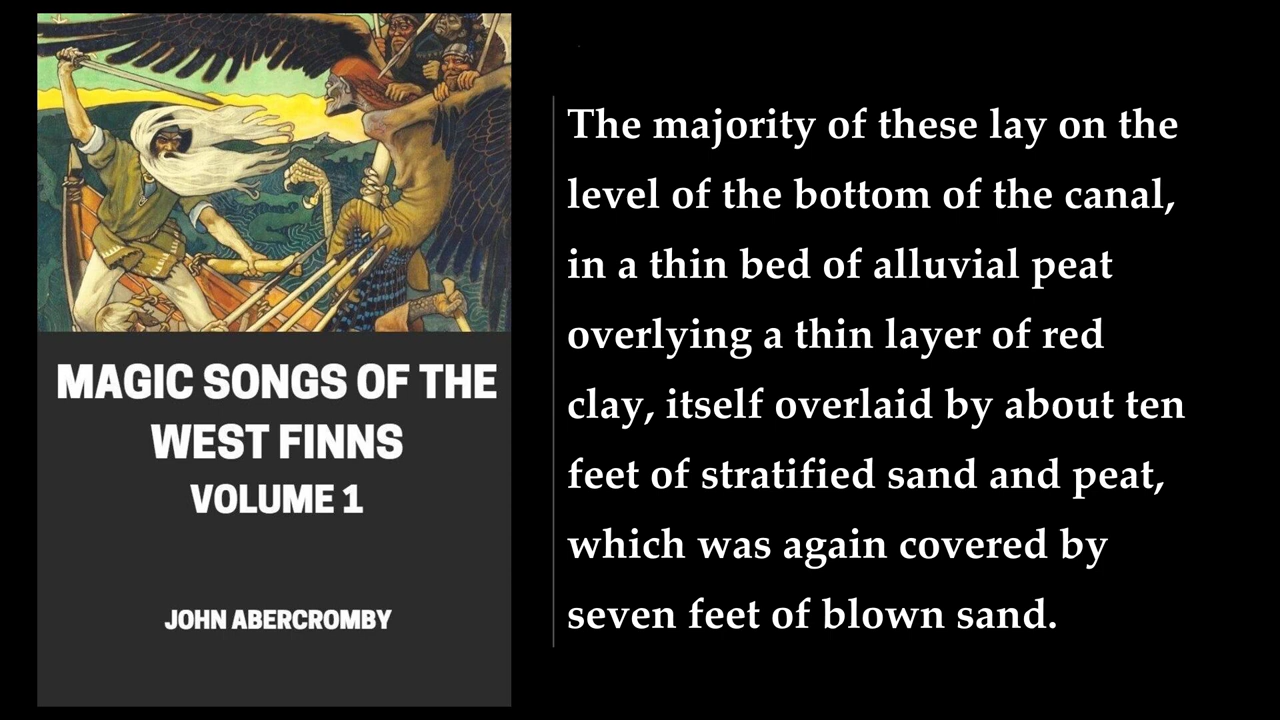 MAGIC SONGS OF THE
WEST FINNS
VOLUME 1
JOHN ABERCROMBY
The majority of these lay on the
level of the bottom of the canal,
in a thin bed of alluvial peat
overlying a thin layer of red
clay, itself overlaid by about ten
feet of stratified sand and peat,
which was again covered by
seven feet of blown sand.